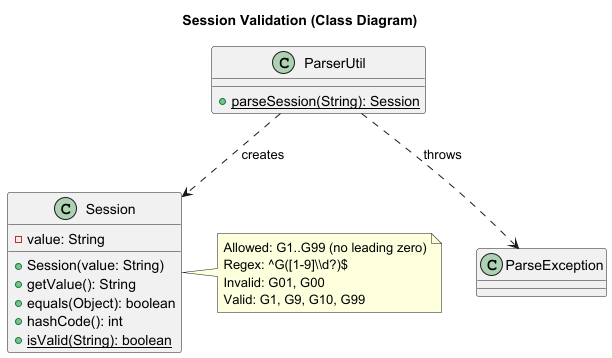 Session Validation (Class Diagram)
C ParserUtil
parseSession(String): Session
creates
throws
C Session
value: String
Session(value: String)
getValue(): String
equals(Object): boolean
hashCode(): int
isValid(String): boolean
Allowed: G1..G99 (no leading zero)
Regex: ^G([1-9]\\d?)$
Invalid: G01, G00
Valid: G1, G9, G10, G99
C ParseException